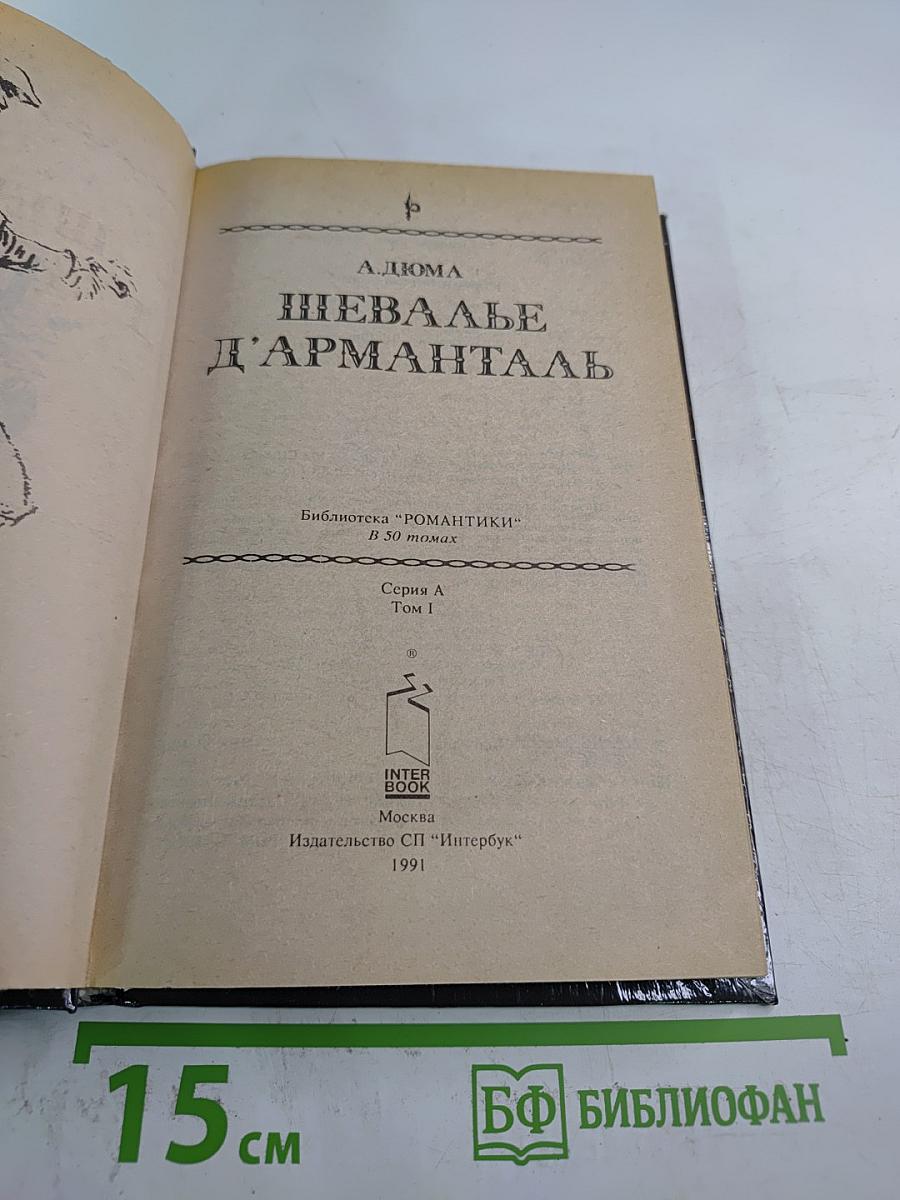 А.ДЮМА
ШЕВАЛЬЕ
Д'АРМАНТАЛЬ
Библиотека "РОМАНТИКИ"
В 50 томах
Серия А
Том I
®
INTER
BOOK
Москва
Издательство СП "Интербук"
1991
15 см
БФ БИБЛИОФАН